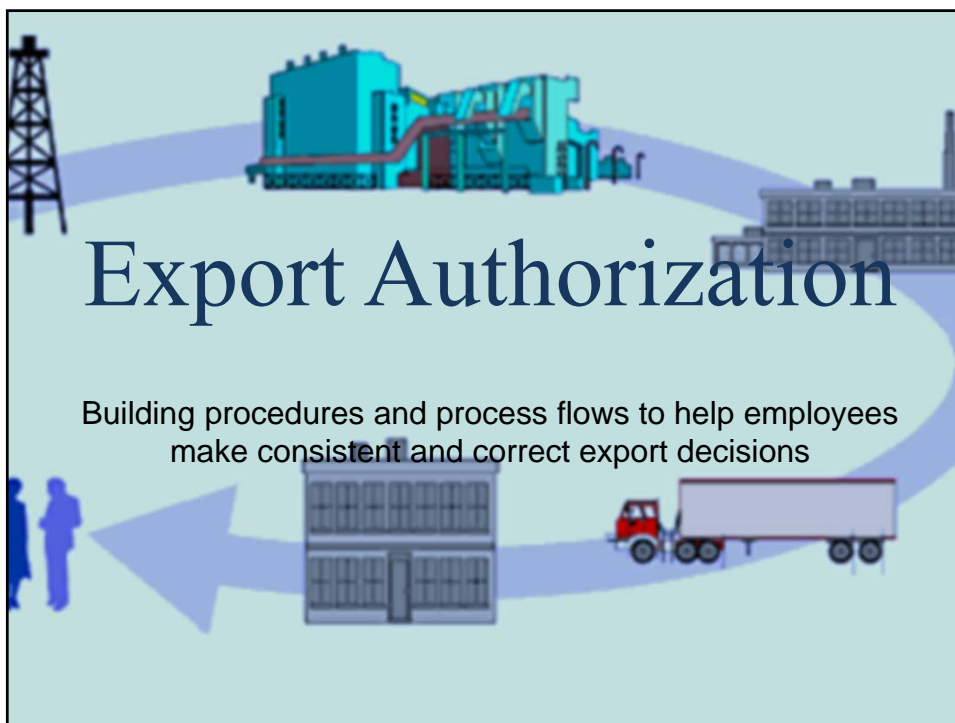 Export Authorization
Building procedures and process flows to help employees
make consistent and correct export decisions